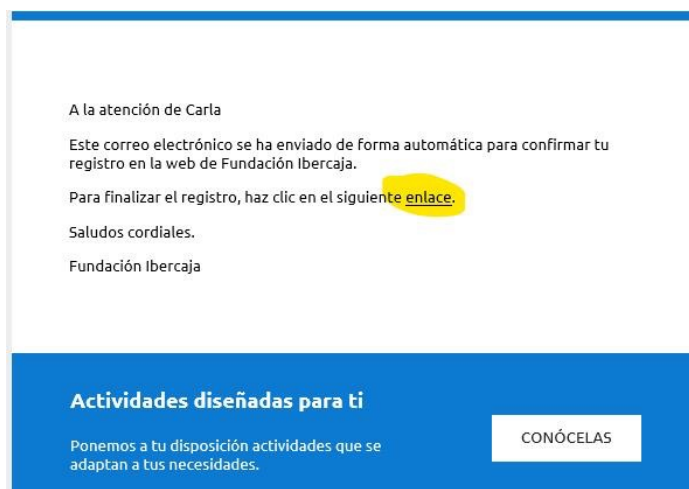 A la atención de Carla
Este correo electrónico se ha enviado de forma automática para confirmar tu
registro en la web de Fundación Ibercaja.
Para finalizar el registro, haz clic en el siguiente enlace.
Saludos cordiales.
Fundación Ibercaja
Actividades diseñadas para ti
Ponemos a tu disposición actividades que se
adaptan a tus necesidades.
CONÓCELAS